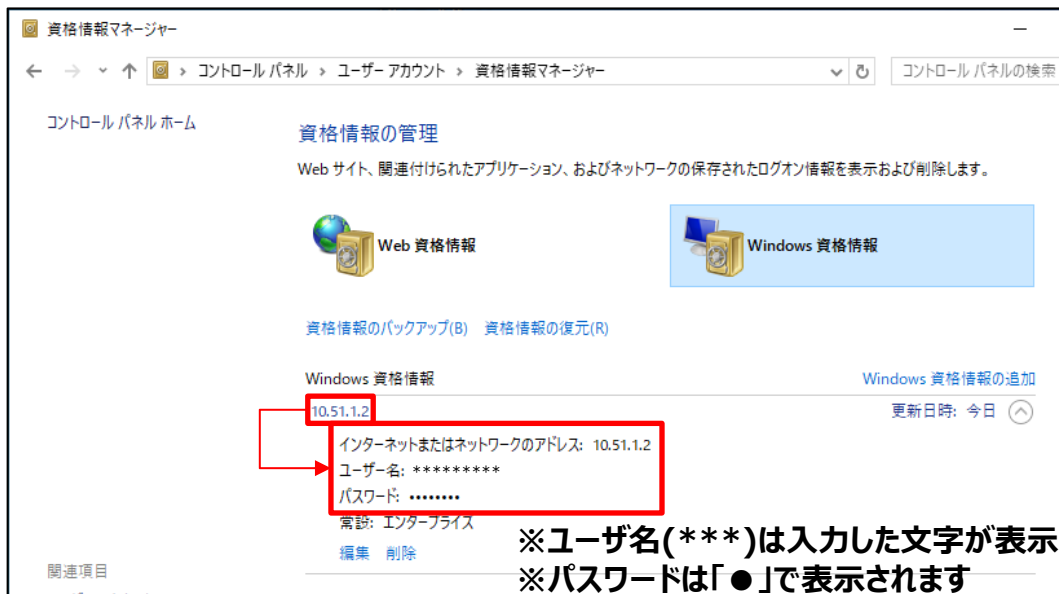 資格情報マネージャー
コントロール パネル › ユーザー アカウント › 資格情報マネージャー
コントロール パネルの検索
コントロール パネル ホーム
資格情報の管理
Web サイト、関連付けられたアプリケーション、およびネットワークの保存されたログオン情報を表示および削除します。
Web 資格情報
Windows 資格情報
資格情報のバックアップ(B) 資格情報の復元(R)
Windows 資格情報 Windows 資格情報の追加
10.51.1.2 更新日時: 今日
インターネットまたはネットワークのアドレス: 10.51.1.2
ユーザー名: *********
パスワード: ••••••••
常設: エンタープライズ
編集 削除
※ユーザ名(***)は入力した文字が表示
※パスワードは「●」で表示されます
関連項目